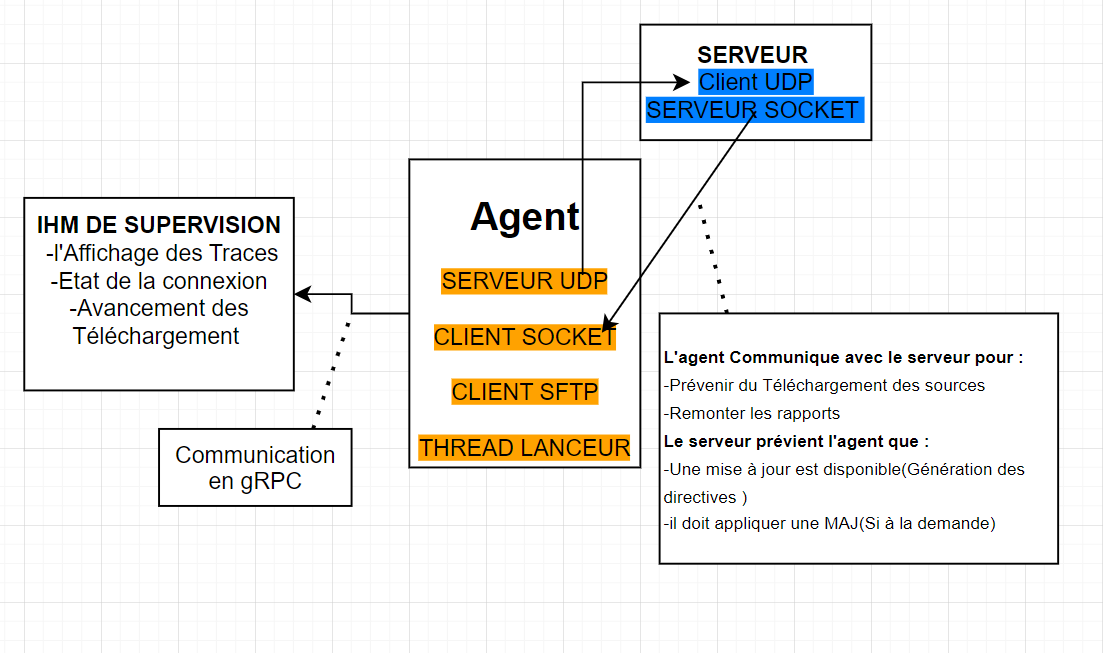 SERVEUR
Client UDP
SERVEUR SOCKET
Agent
SERVEUR UDP
CLIENT SOCKET
CLIENT SFTP
THREAD LANCEUR
IHM DE SUPERVISION
-l'Affichage des Traces
-Etat de la connexion
-Avancement des
Téléchargement
Communication
en gRPC
L'agent Communique avec le serveur pour :
-Prévenir du Téléchargement des sources
-Remonter les rapports
Le serveur prévient l'agent que :
-Une mise à jour est disponible(Génération des
directives )
-il doit appliquer une MAJ(Si à la demande)